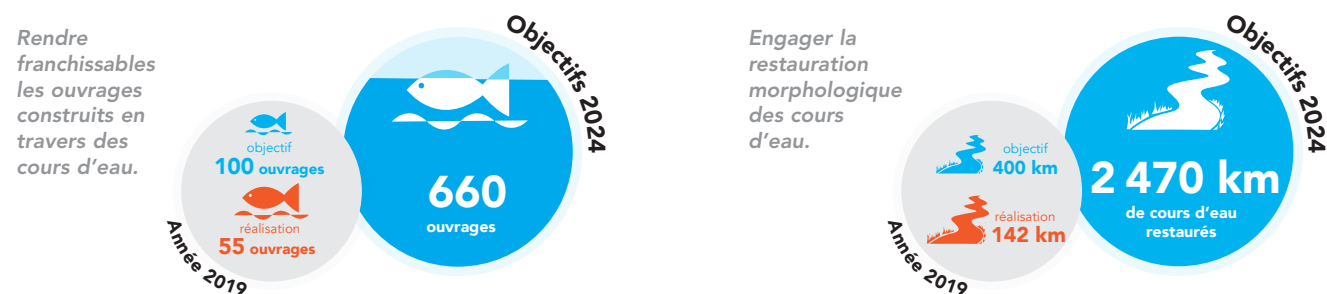 Rendre
franchissables
les ouvrages
construits en
travers des
cours d'eau.
objectif
100 ouvrages
réalisation
55 ouvrages
Année 2019
Objectifs 2024
660
ouvrages
Engager la
restauration
morphologique
des cours
d'eau.
objectif
400 km
réalisation
142 km
Année 2019
Objectifs 2024
2 470 km
de cours d'eau
restaurés